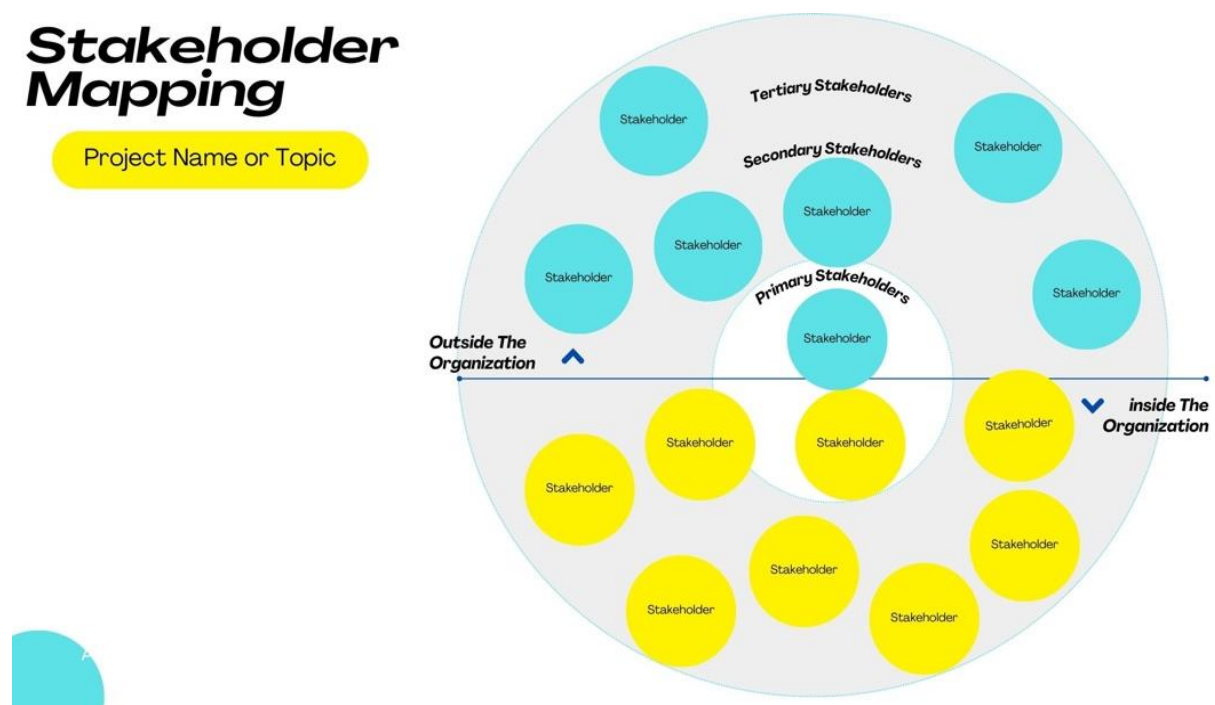 Stakeholder
Mapping
Project Name or Topic
Tertiary Stakeholders
Stakeholder
Stakeholder
Secondary Stakeholders
Stakeholder
Stakeholder
Stakeholder
Primary Stakeholders
Stakeholder
Stakeholder
Outside The
Organization
inside The
Organization
Stakeholder
Stakeholder
Stakeholder
Stakeholder
Stakeholder
Stakeholder
Stakeholder
Stakeholder